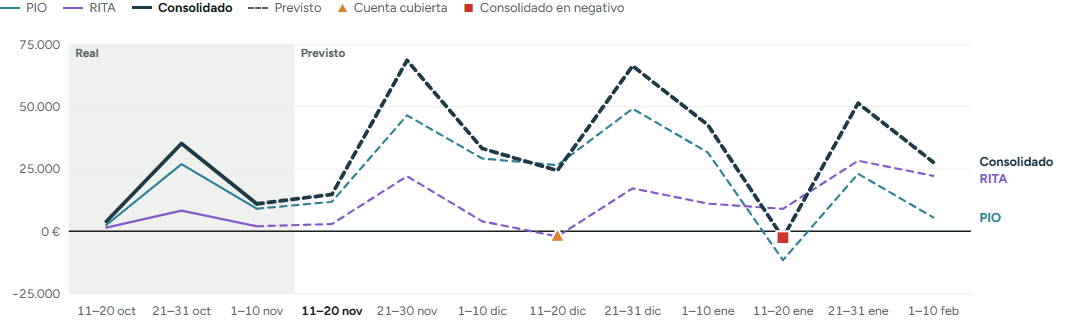 PIO RITA Consolidado Previsto Cuenta cubierta Consolidado en negativo
75.000
Real Previsto
50.000
25.000
Consolidado
RITA
PIO
0 €
−25.000
11–20 oct 21–31 oct 1–10 nov 11–20 nov 21–30 nov 1–10 dic 11–20 dic 21–31 dic 1–10 ene 11–20 ene 21–31 ene 1–10 feb